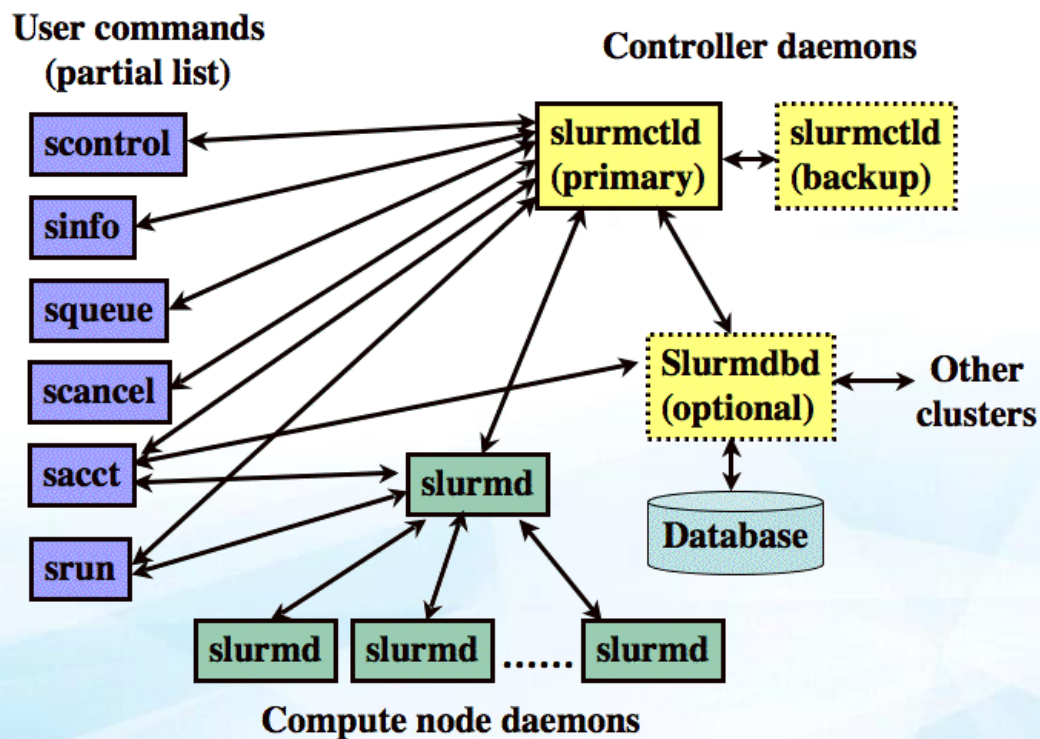 User commands
(partial list)
Controller daemons
scontrol
sinfo
squeue
scancel
sacct
srun
slurmctld
(primary)
slurmctld
(backup)
Slurmdbd
(optional)
Other
clusters
Database
slurmd
slurmd
slurmd
......
slurmd
Compute node daemons